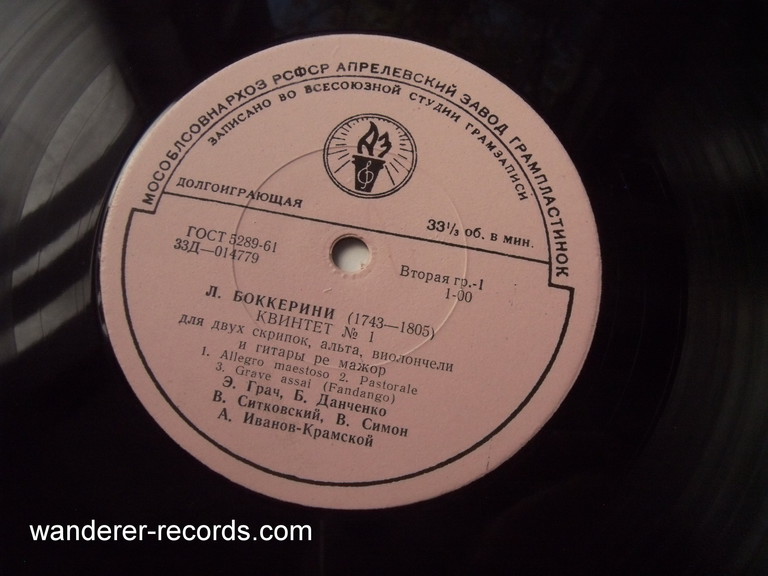 МОСОБЛСОВНАРХОЗ РСФСР АПРЕЛЕВСКИЙ ЗАВОД ГРАМПЛАСТИНОК
ЗАПИСАНО ВО ВСЕСОЮЗНОЙ СТУДИИ ГРАМЗАПИСИ
АЗ
ДОЛГОИГРАЮЩАЯ
33⅓ об. в мин.
ГОСТ 5289-61
33Д—014779
Вторая гр.-1
1-00
Л. БОККЕРИНИ (1743—1805)
КВИНТЕТ № 1
для двух скрипок, альта, виолончели
и гитары ре мажор
1. Allegro maestoso 2. Pastorale
3. Grave assai (Fandango)
Э. Грач, Б. Данченко
В. Ситковский, В. Симон
А. Иванов-Крамской
wanderer-records.com